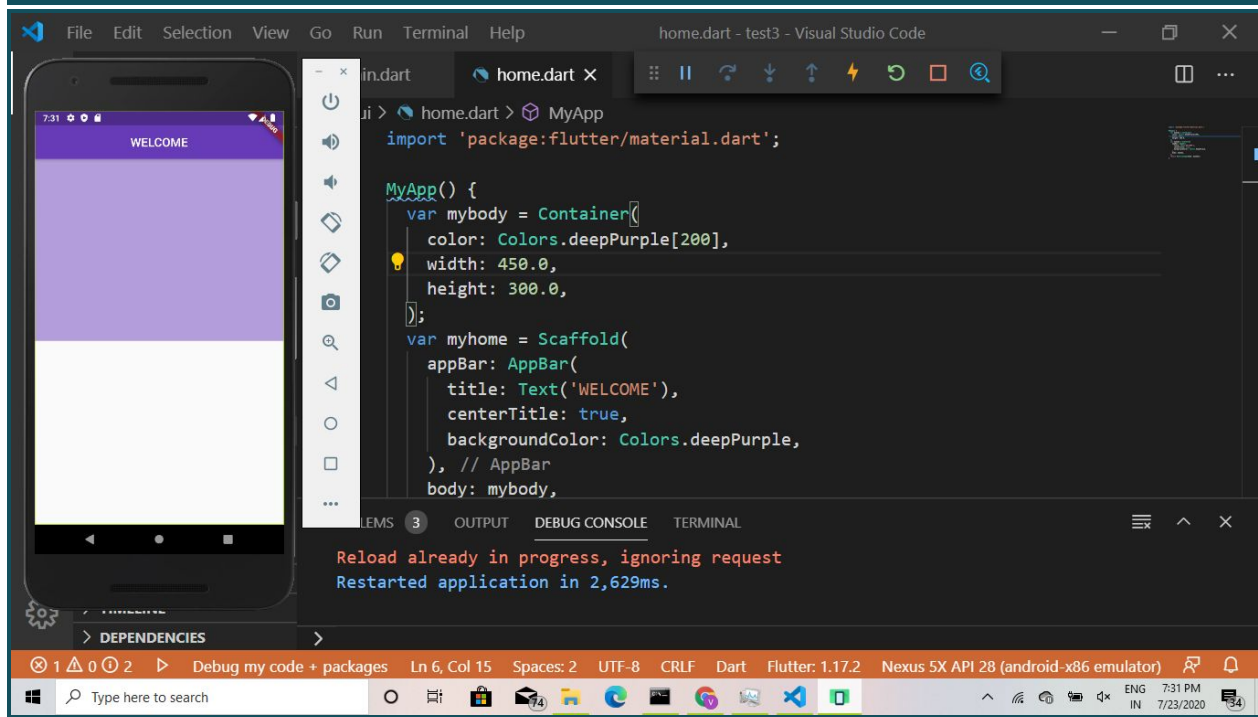 File Edit Selection View Go Run Terminal Help home.dart - test3 - Visual Studio Code
in.dart home.dart
ui > home.dart > MyApp
7:31
WELCOME
import 'package:flutter/material.dart';
MyApp() {
var mybody = Container(
color: Colors.deepPurple[200],
width: 450.0,
height: 300.0,
);
var myhome = Scaffold(
appBar: AppBar(
title: Text('WELCOME'),
centerTitle: true,
backgroundColor: Colors.deepPurple,
), // AppBar
body: mybody,
LEMS 3 OUTPUT DEBUG CONSOLE TERMINAL
Reload already in progress, ignoring request
Restarted application in 2,629ms.
> DEPENDENCIES
>
1 0 2 Debug my code + packages Ln 6, Col 15 Spaces: 2 UTF-8 CRLF Dart Flutter: 1.17.2 Nexus 5X API 28 (android-x86 emulator)
Type here to search 74 ENG 7:31 PM
IN 7/23/2020 34